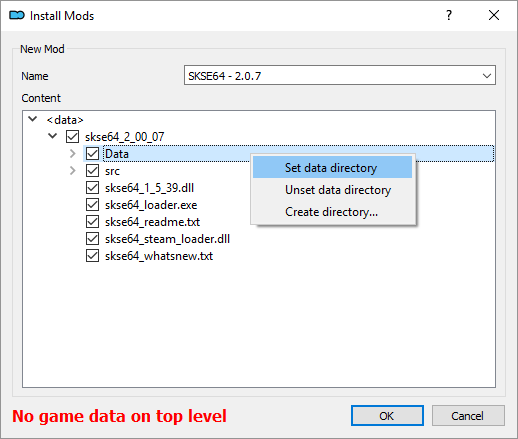 Install Mods
?
New Mod
Name
SKSE64 - 2.0.7
Content
<data>
skse64_2_00_07
Data
Set data directory
src
skse64_1_5_39.dll
Unset data directory
skse64_loader.exe
Create directory...
skse64_readme.txt
skse64_steam_loader.dll
skse64_whatsnew.txt
No game data on top level
OK
Cancel